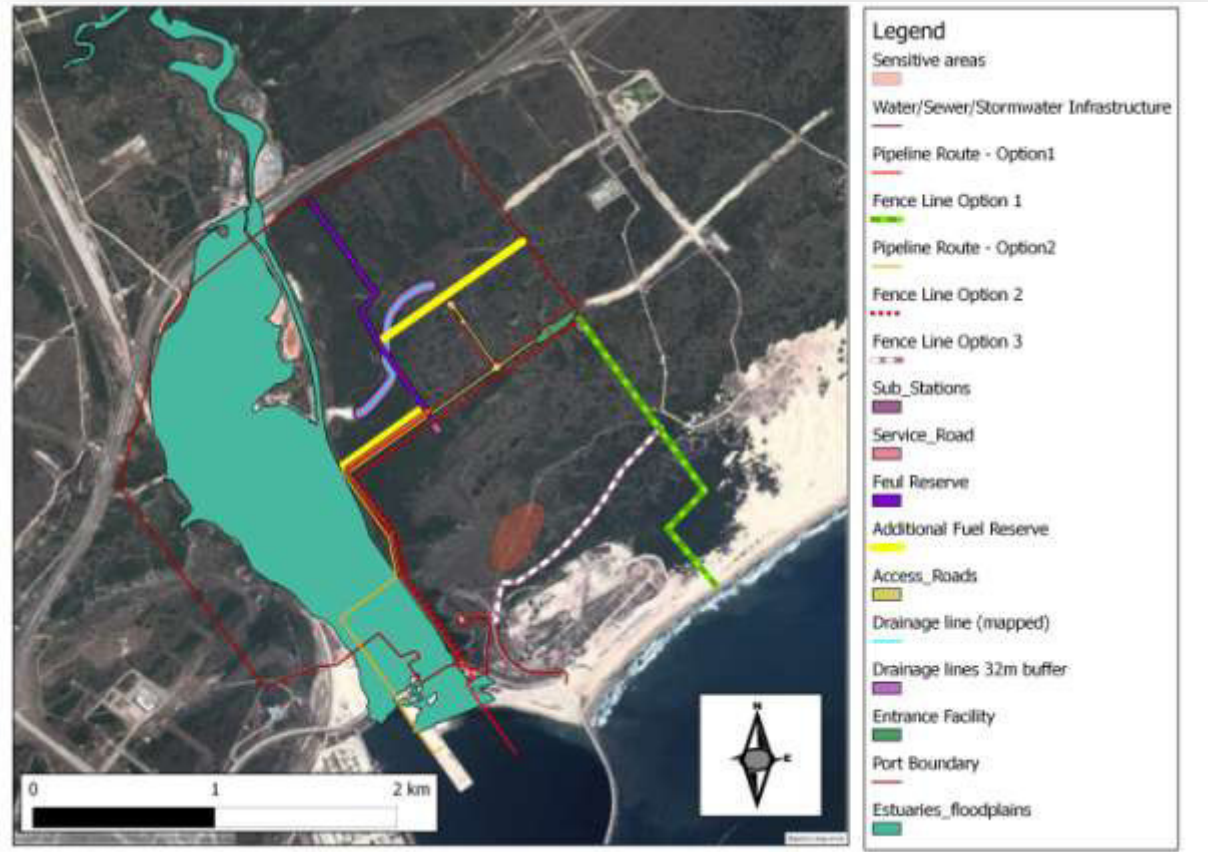 Legend
Sensitive areas
Water/Sewer/Stormwater Infrastructure
Pipeline Route - Option1
Fence Line Option 1
Pipeline Route - Option2
Fence Line Option 2
Fence Line Option 3
Sub_Stations
Service_Road
Feul Reserve
Additional Fuel Reserve
Access_Roads
Drainage line (mapped)
Drainage lines 32m buffer
Entrance Facility
Port Boundary
Estuaries_floodplains
N
E
0 1 2 km